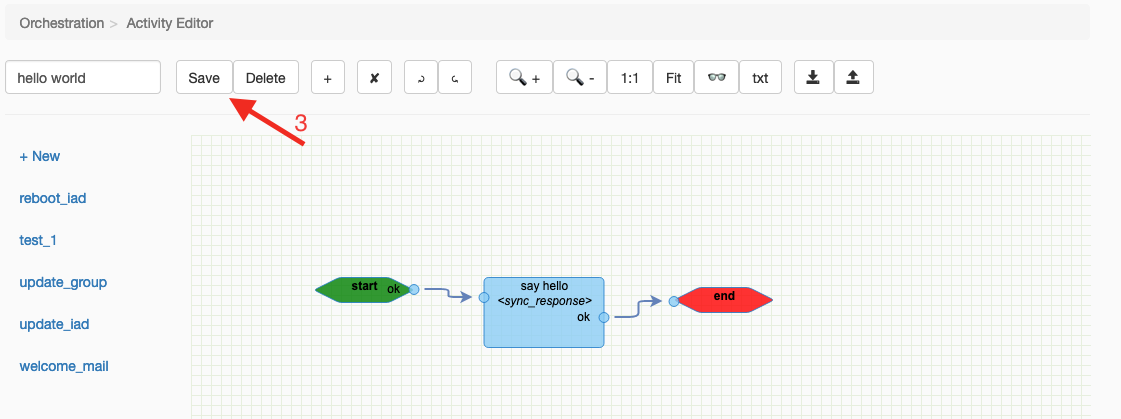 Orchestration > Activity Editor
hello world Save Delete + ✘ 🔍 + 🔍 - 1:1 Fit 👓 txt
3
+ New
reboot_iad
test_1
update_group
update_iad
welcome_mail
start ok
say hello
<sync_response>
ok
end